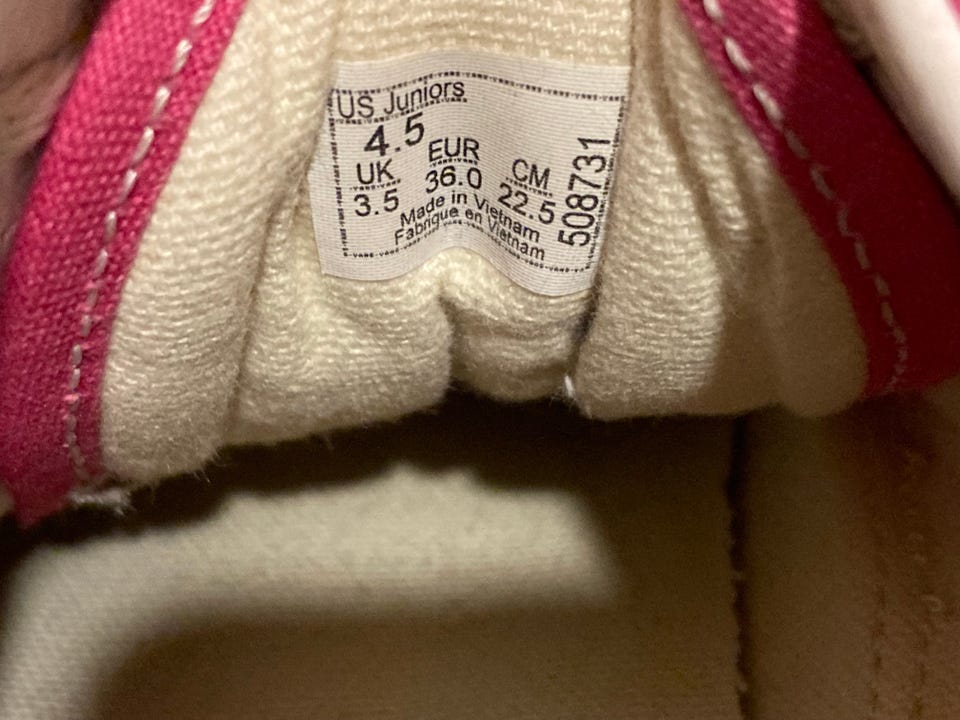 US Juniors
4.5
UK EUR CM
3.5 36.0 22.5
Made in Vietnam
Fabrique en Vietnam
508731